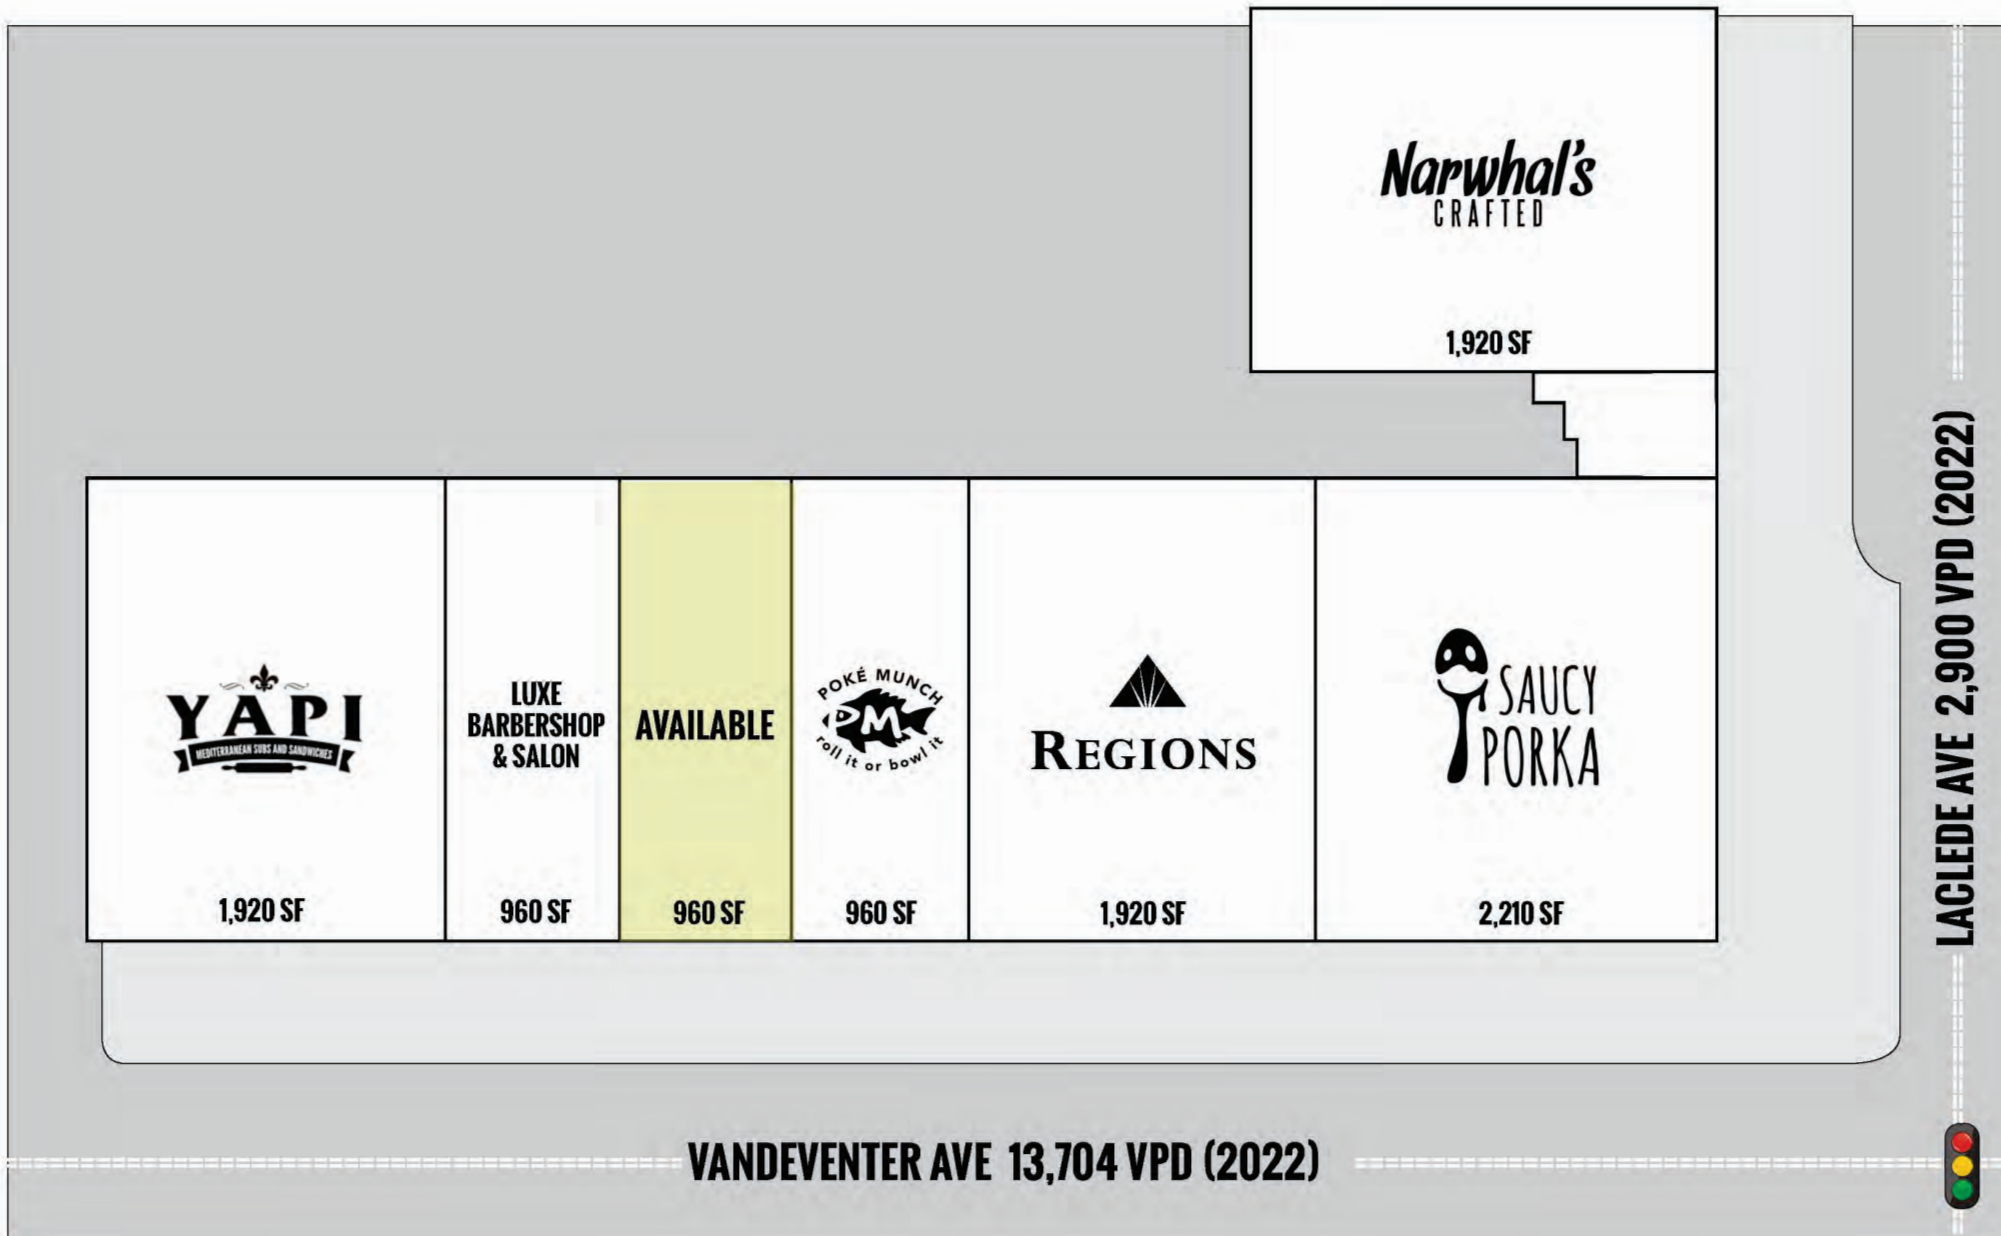 Narwhal's
CRAFTED
1,920 SF
YAPI
MEDITERRANEAN SUBS AND SANDWICHES
1,920 SF
LUXE
BARBERSHOP
& SALON
960 SF
AVAILABLE
960 SF
POKÉ MUNCH
PM
roll it or bowl it
960 SF
REGIONS
1,920 SF
SAUCY
PORKA
2,210 SF
LACLEDE AVE 2,900 VPD (2022)
VANDEVENTER AVE 13,704 VPD (2022)